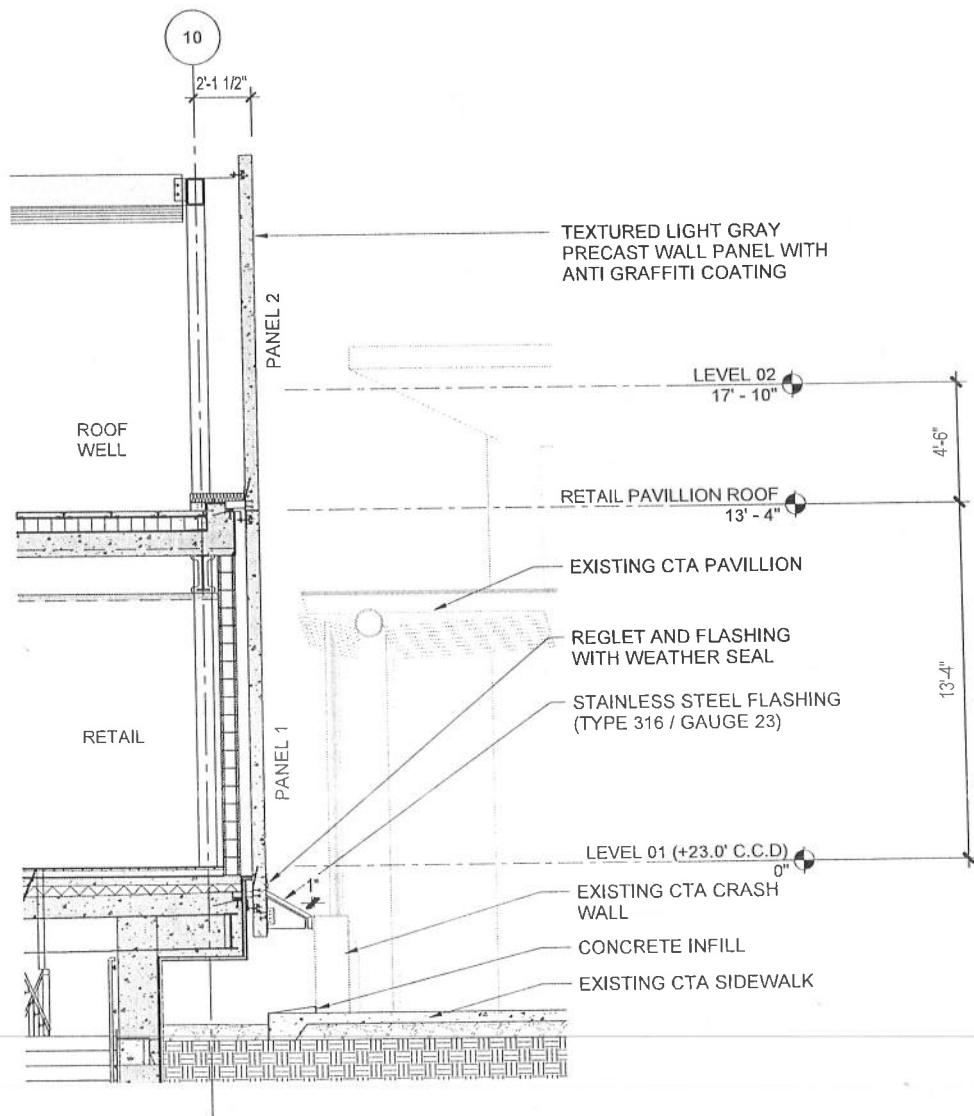 10
2'-1 1/2"
TEXTURED LIGHT GRAY
PRECAST WALL PANEL WITH
ANTI GRAFFITI COATING
PANEL 2
LEVEL 02
17' - 10"
4'-6"
ROOF
WELL
RETAIL PAVILLION ROOF
13' - 4"
EXISTING CTA PAVILLION
REGLET AND FLASHING
WITH WEATHER SEAL
13'-4"
STAINLESS STEEL FLASHING
(TYPE 316 / GAUGE 23)
RETAIL
PANEL 1
LEVEL 01 (+23.0' C.C.D)
0"
1"
EXISTING CTA CRASH
WALL
CONCRETE INFILL
EXISTING CTA SIDEWALK